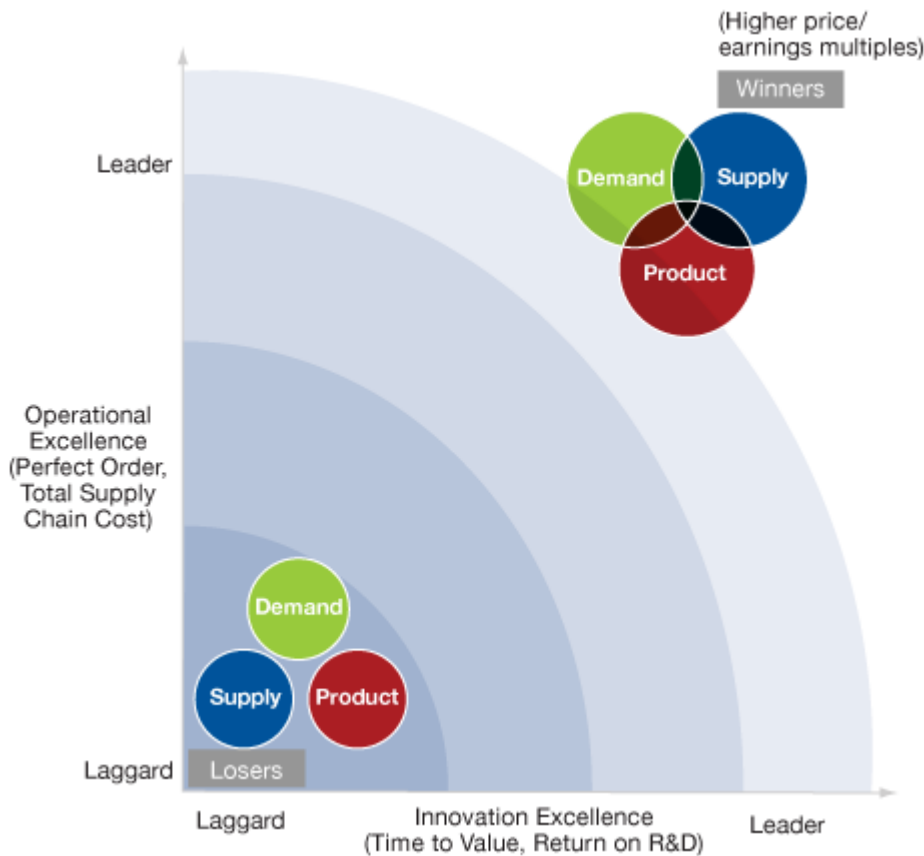 (Higher price/
earnings multiples)
Winners
Leader
Demand
Supply
Product
Operational
Excellence
(Perfect Order,
Total Supply
Chain Cost)
Demand
Supply
Product
Laggard
Losers
Laggard
Innovation Excellence
(Time to Value, Return on R&D)
Leader